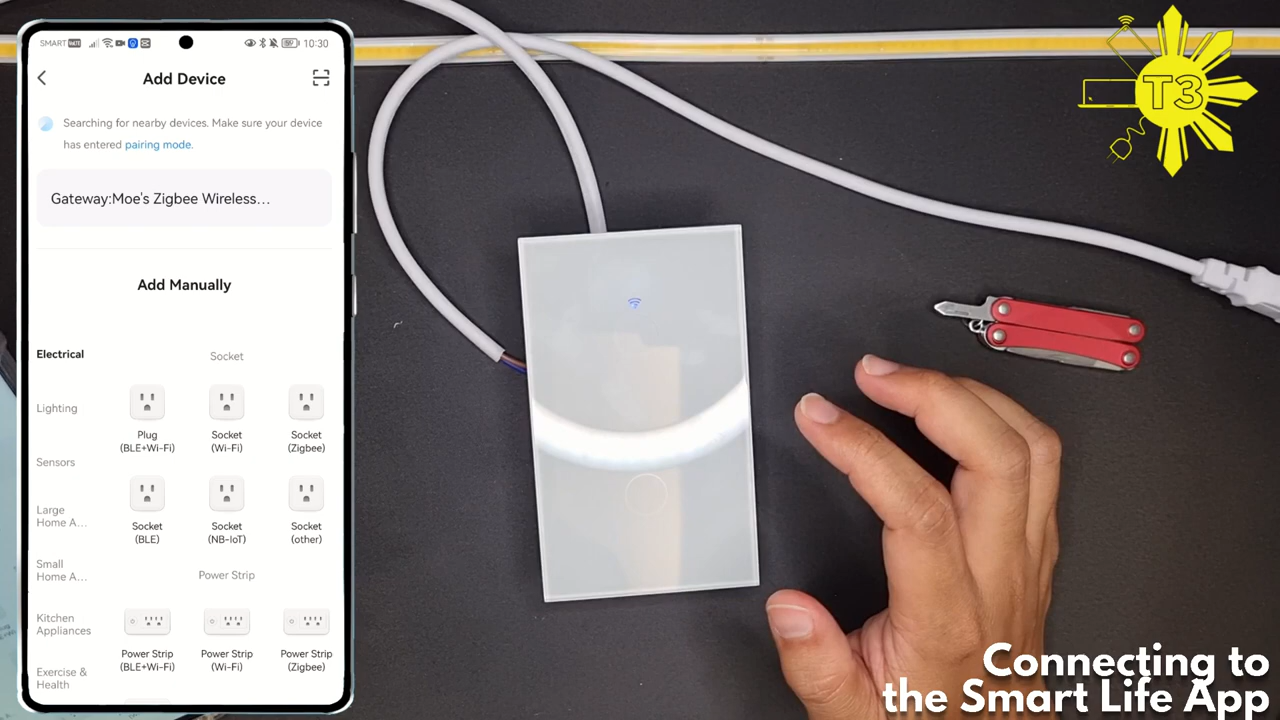 SMART
10:30
Add Device
Searching for nearby devices. Make sure your device
has entered pairing mode.
Gateway:Moe's Zigbee Wireless...
Add Manually
Electrical
Socket
Lighting
Plug
(BLE+Wi-Fi)
Socket
(Wi-Fi)
Socket
(Zigbee)
Sensors
Large
Home A...
Socket
(BLE)
Socket
(NB-IoT)
Socket
(other)
Small
Home A...
Power Strip
Kitchen
Appliances
Power Strip
(BLE+Wi-Fi)
Power Strip
(Wi-Fi)
Power Strip
(Zigbee)
Exercise &
Health
T3
Connecting to
the Smart Life App